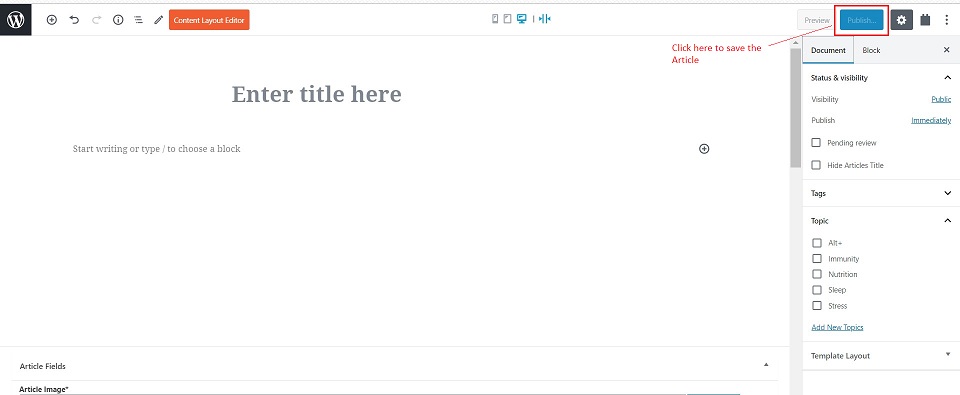 Content Layout Editor
Preview
Publish...
Click here to save the
Article
Document
Block
Enter title here
Status & visibility
Visibility
Public
Publish
Immediately
Start writing or type / to choose a block
Pending review
Hide Articles Title
Tags
Topic
Alt+
Immunity
Nutrition
Sleep
Stress
Add New Topics
Template Layout
Article Fields
Article Image*